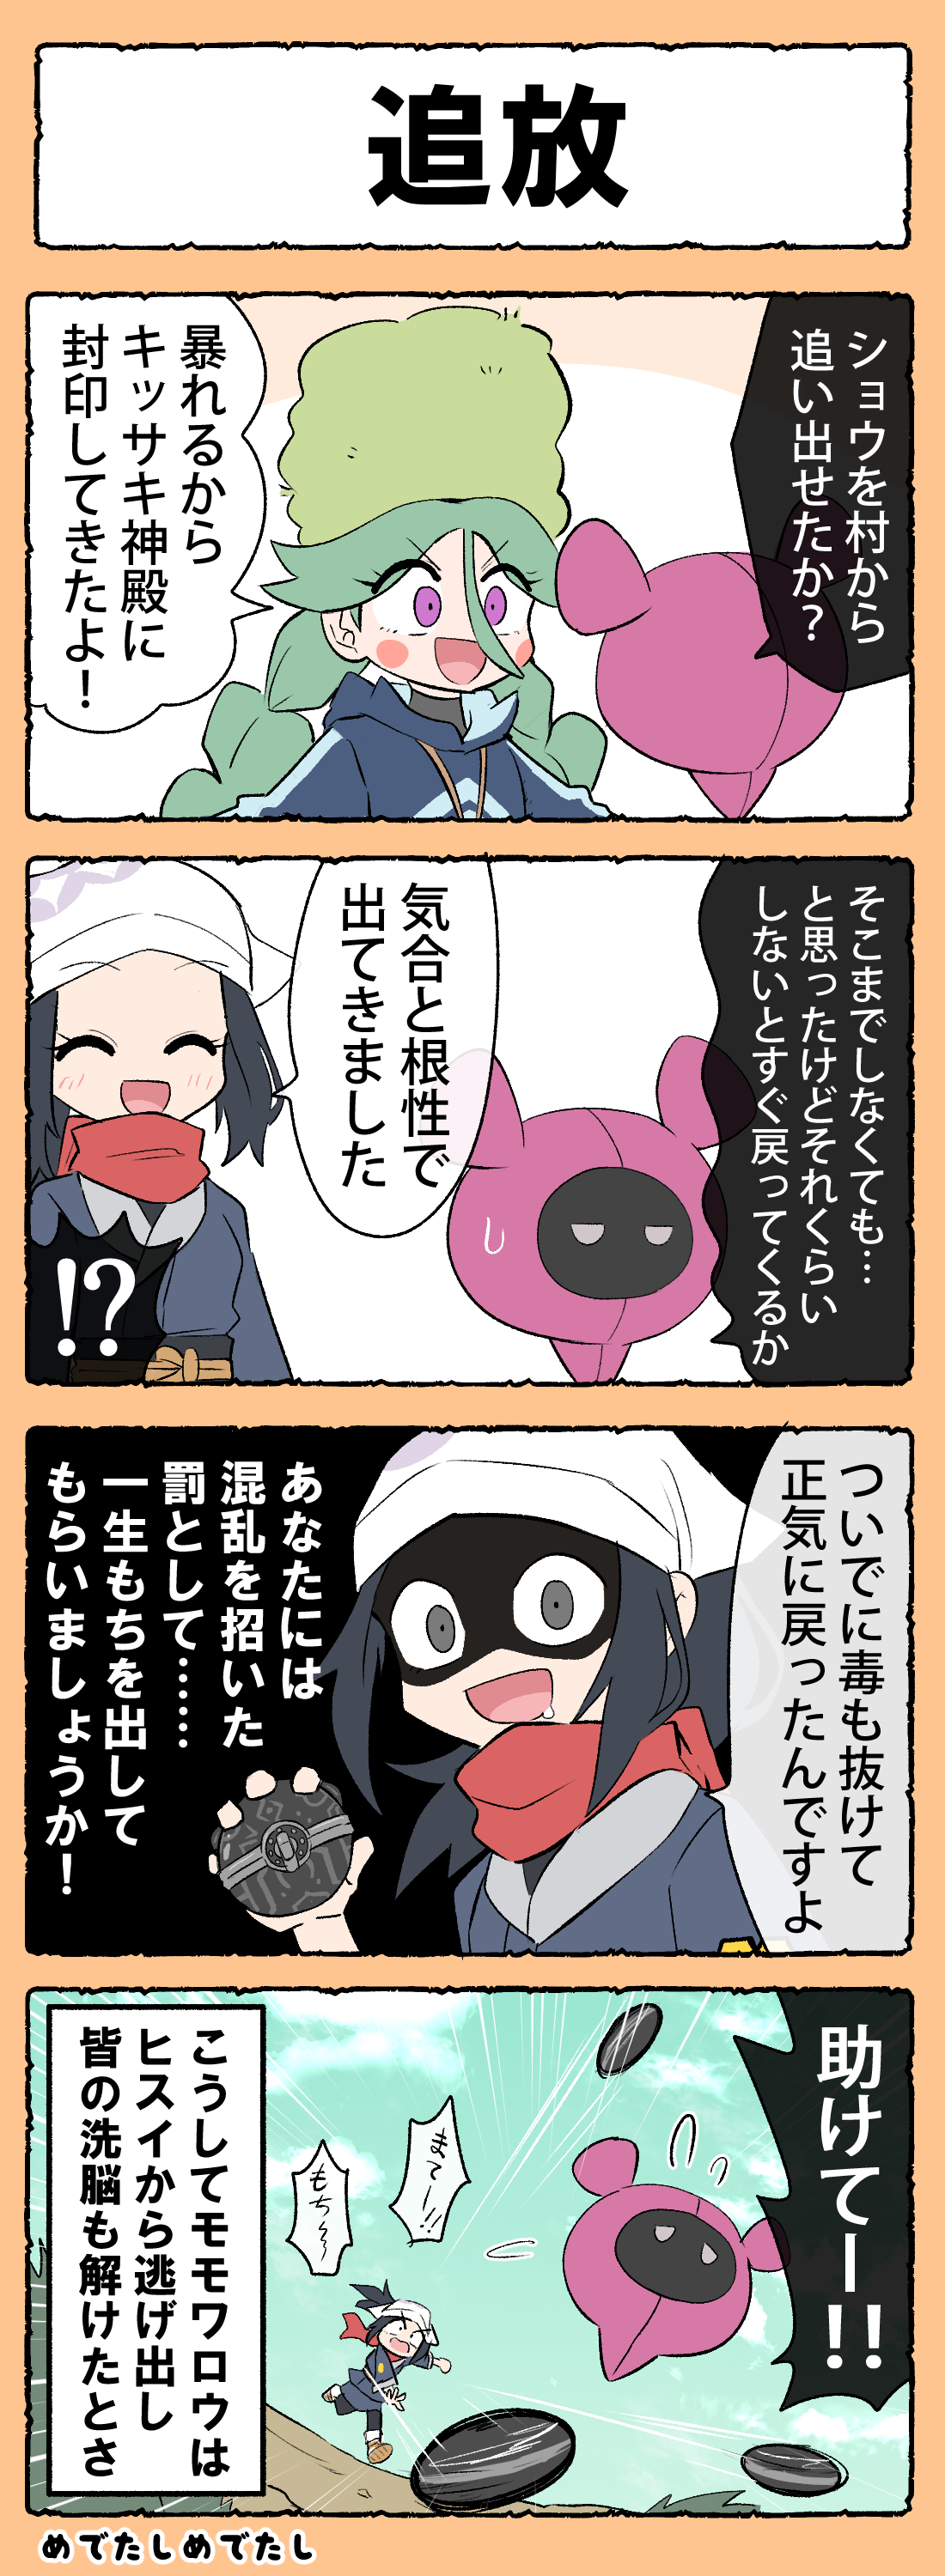 追放
ショウを村から
追い出せたか？
暴れるから
キッサキ神殿に
封印してきたよ！
そこまでしなくても…
と思ったけどそれくらい
しないとすぐ戻ってくるか
気合と根性で
出てきました
!?
ついでに毒も抜けて
正気に戻ったんですよ
あなたには
混乱を招いた
罰として……
一生もちを出して
もらいましょうか！
助けてー!!
まてー!!
もち〜
こうしてモモワロウは
ヒスイから逃げ出し
皆の洗脳も解けたとさ
めでたしめでたし